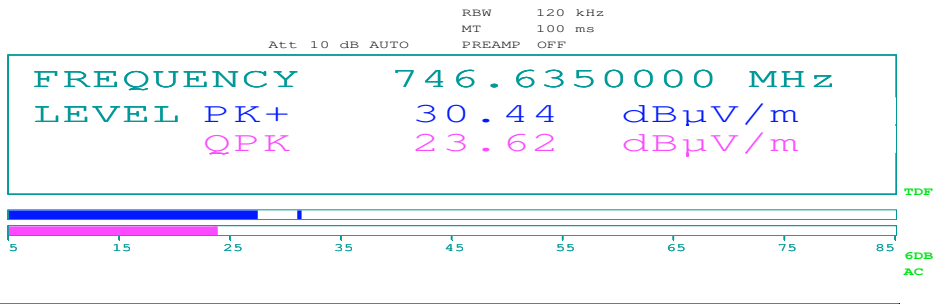 RBW 120 kHz
MT 100 ms
Att 10 dB AUTO PREAMP OFF
FREQUENCY 746.6350000 MHz
LEVEL PK+ 30.44 dBµV/m
QPK 23.62 dBµV/m
TDF
5 15 25 35 45 55 65 75 85
6DB
AC